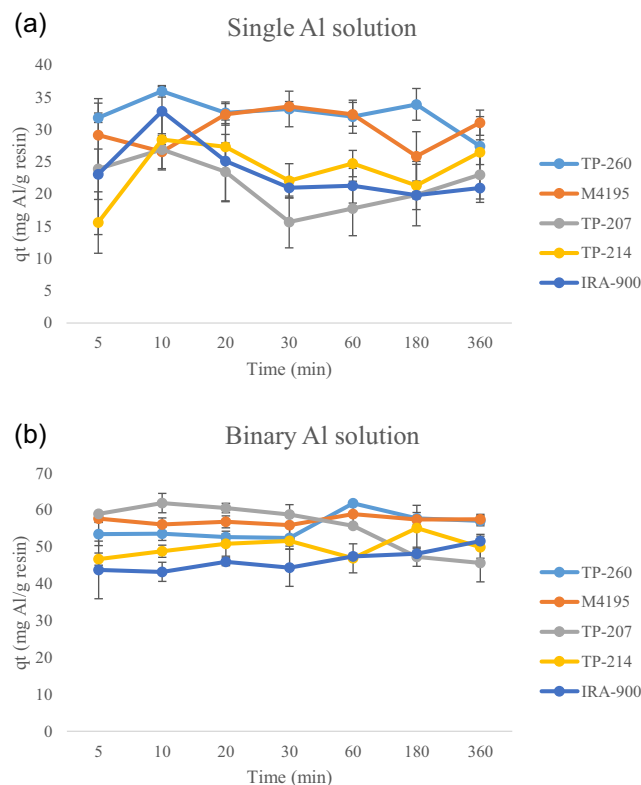 (a)
Single Al solution
qt (mg Al/g resin)
40
35
30
25
20
15
10
5
0
5 10 20 30 60 180 360
Time (min)
TP-260
M4195
TP-207
TP-214
IRA-900
(b)
Binary Al solution
qt (mg Al/g resin)
70
60
50
40
30
20
10
0
5 10 20 30 60 180 360
Time (min)
TP-260
M4195
TP-207
TP-214
IRA-900